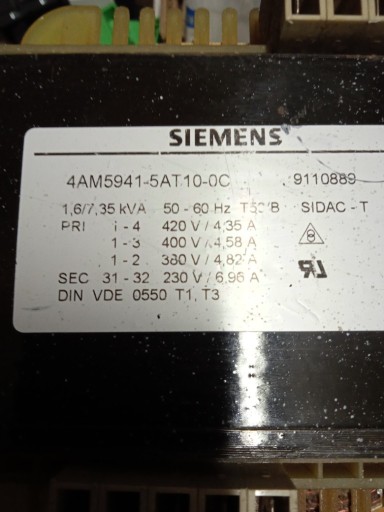 SIEMENS
4AM5941-5AT10-0C 9110889
1,6/7,35 kVA 50 - 60 Hz SIDAC - T
PRI 1 - 4 420 V / 4,35 A
1 - 3 400 V / 4,58 A
1 - 2 380 V / 4,82 A
SEC 31 - 32 230 V / 6,96 A
DIN VDE 0550 T1, T3